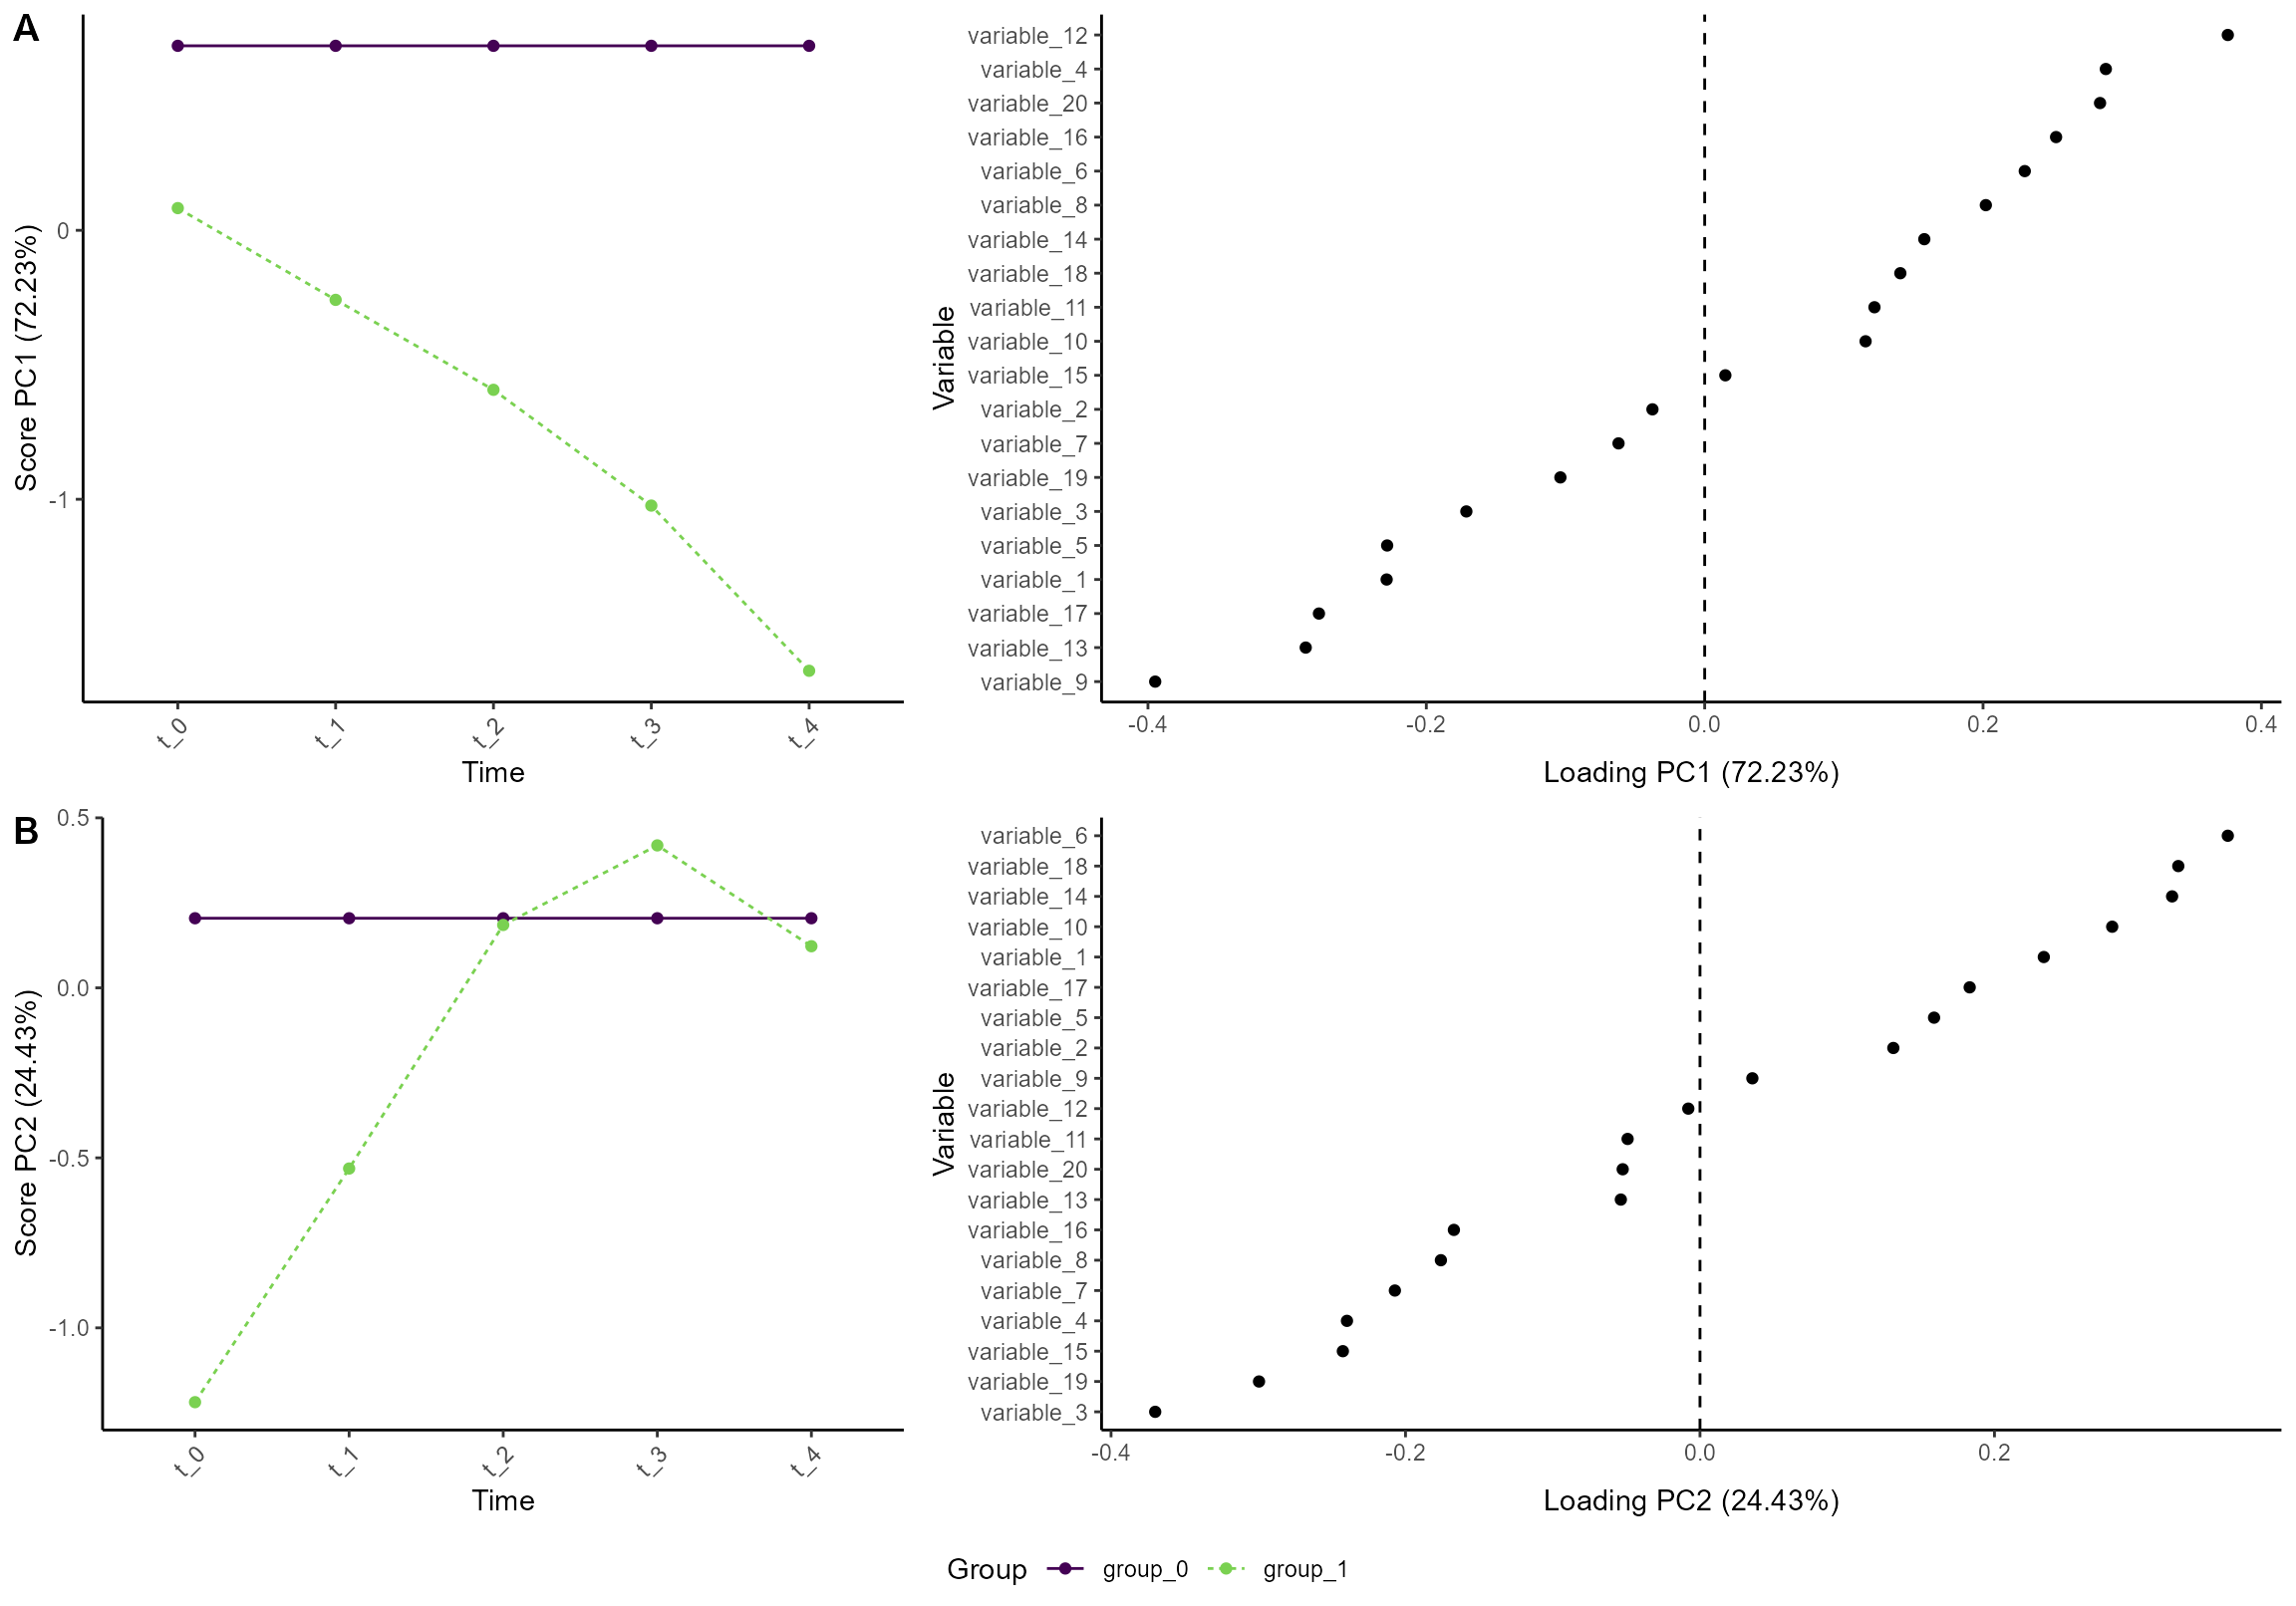 A
Score PC1 (72.23%)
0
-1
t_0
t_1
t_2
t_3
t_4
Time
Variable
variable_12
variable_4
variable_20
variable_16
variable_6
variable_8
variable_14
variable_18
variable_11
variable_10
variable_15
variable_2
variable_7
variable_19
variable_3
variable_5
variable_1
variable_17
variable_13
variable_9
-0.4
-0.2
0.0
0.2
0.4
Loading PC1 (72.23%)
B
Score PC2 (24.43%)
0.5
0.0
-0.5
-1.0
t_0
t_1
t_2
t_3
t_4
Time
Variable
variable_6
variable_18
variable_14
variable_10
variable_1
variable_17
variable_5
variable_2
variable_9
variable_12
variable_11
variable_20
variable_13
variable_16
variable_8
variable_7
variable_4
variable_15
variable_19
variable_3
-0.4
-0.2
0.0
0.2
Loading PC2 (24.43%)
Group
group_0
group_1